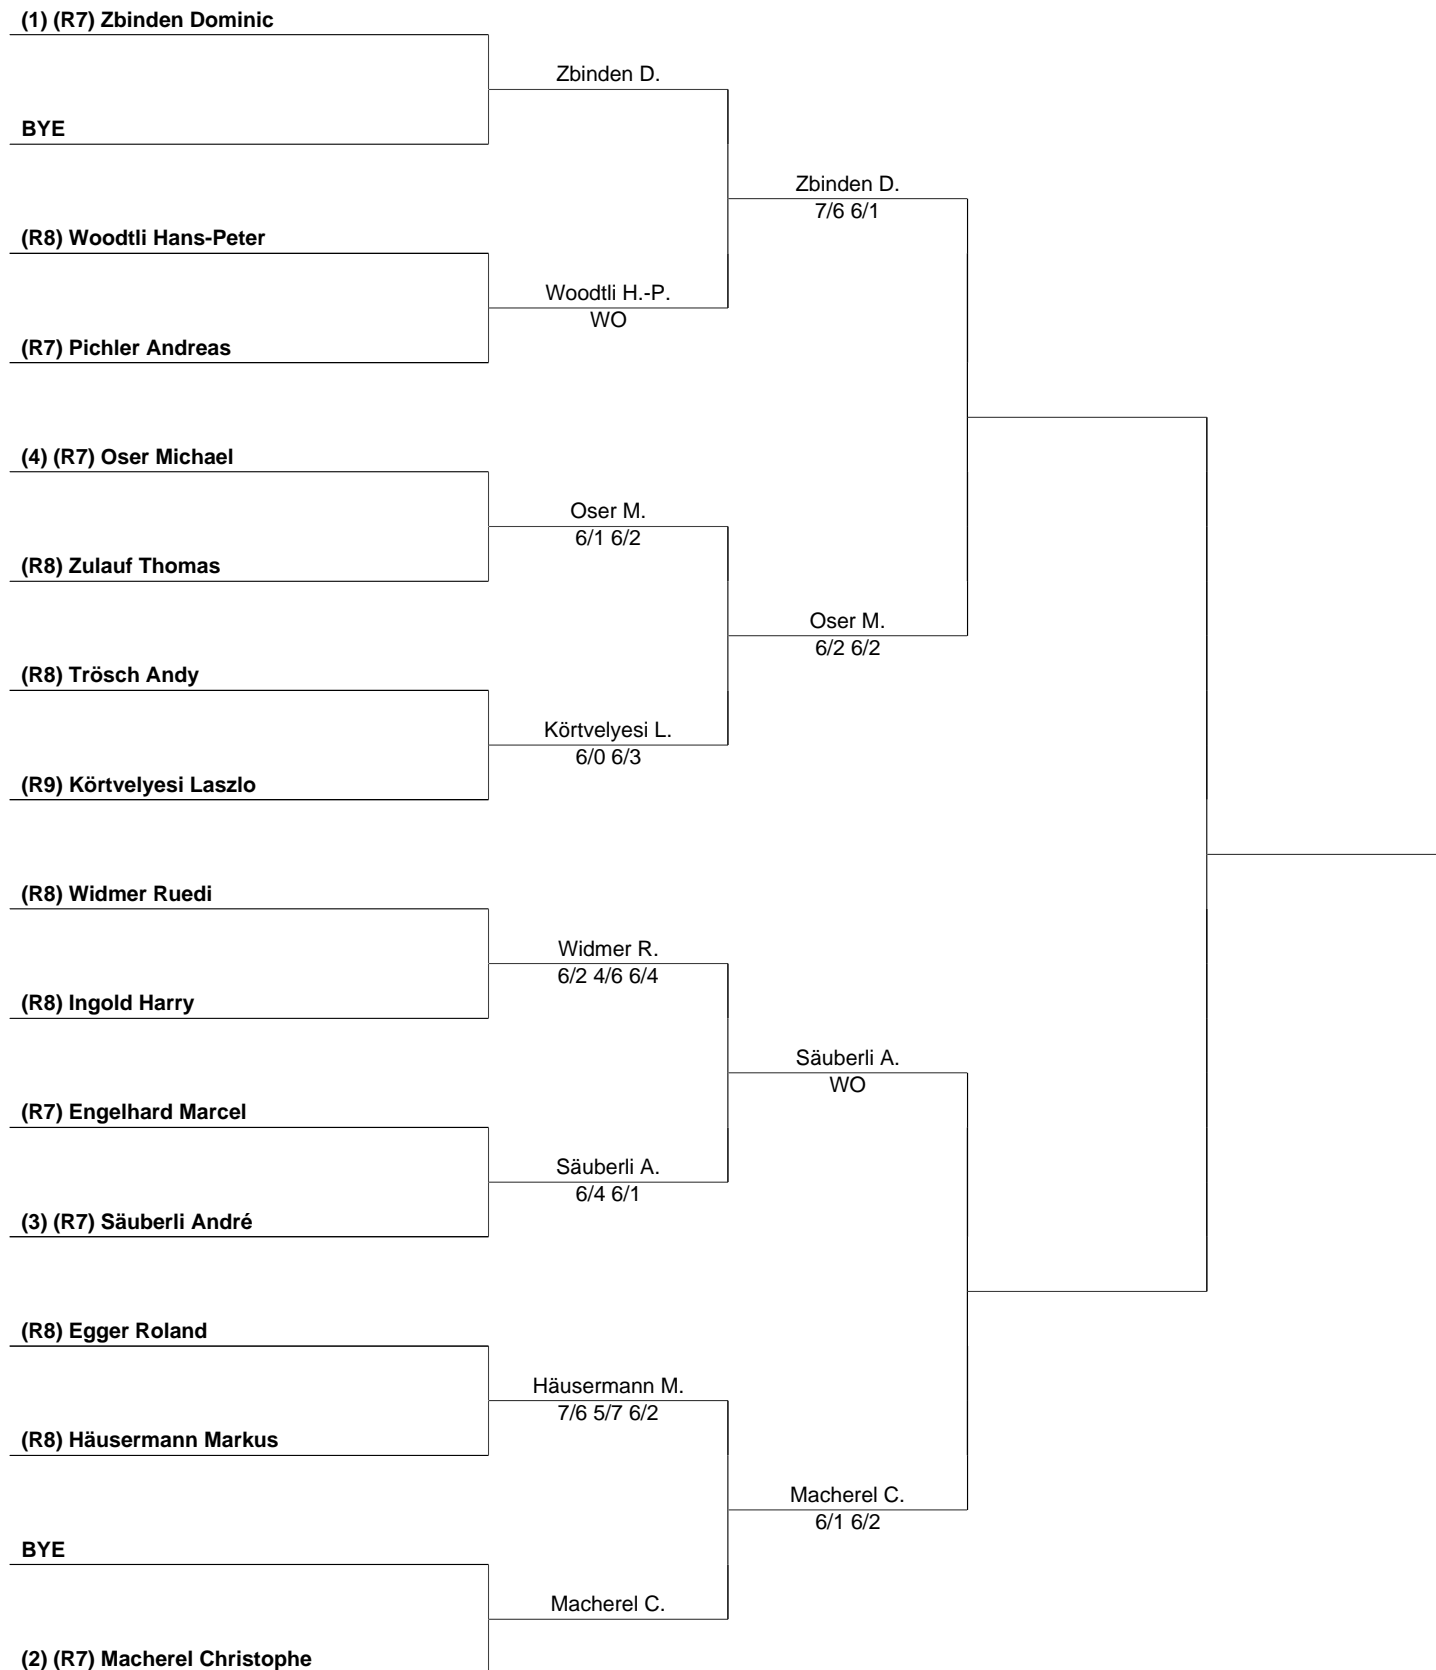 (1) (R7) Zbinden Dominic
Zbinden D.
BYE
Zbinden D.
7/6 6/1
(R8) Woodtli Hans-Peter
Woodtli H.-P.
WO
(R7) Pichler Andreas
(4) (R7) Oser Michael
Oser M.
6/1 6/2
(R8) Zulauf Thomas
Oser M.
6/2 6/2
(R8) Trösch Andy
Körtvelyesi L.
6/0 6/3
(R9) Körtvelyesi Laszlo
(R8) Widmer Ruedi
Widmer R.
6/2 4/6 6/4
(R8) Ingold Harry
Säuberli A.
WO
(R7) Engelhard Marcel
Säuberli A.
6/4 6/1
(3) (R7) Säuberli André
(R8) Egger Roland
Häusermann M.
7/6 5/7 6/2
(R8) Häusermann Markus
Macherel C.
6/1 6/2
BYE
Macherel C.
(2) (R7) Macherel Christophe